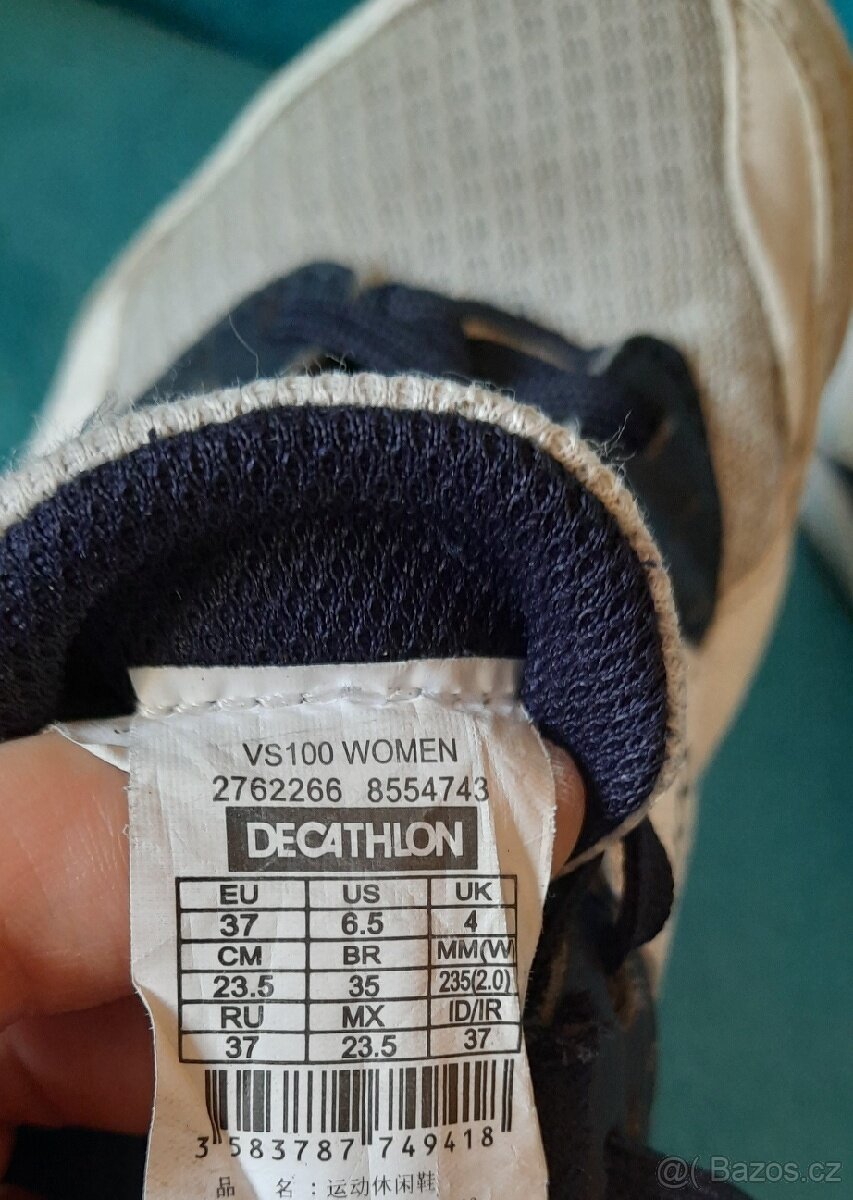 VS100 WOMEN
2762266 8554743
DECATHLON
EU US UK
37 6.5 4
CM BR MM(W
23.5 35 235(2.0)
RU MX ID/IR
37 23.5 37
3 583787 749418
品 名：运动休闲鞋
@( Bazos.cz